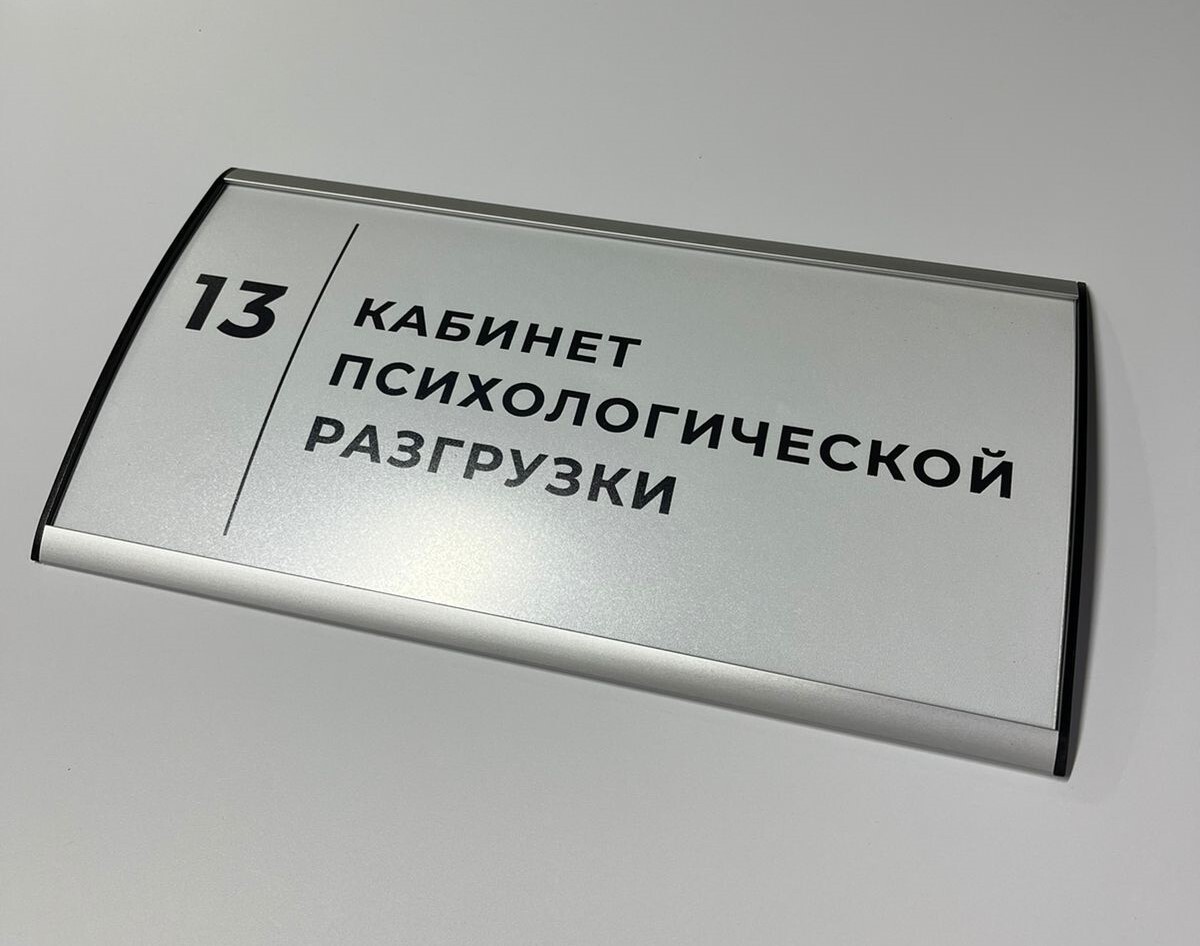 13
КАБИНЕТ
ПСИХОЛОГИЧЕСКОЙ
РАЗГРУЗКИ